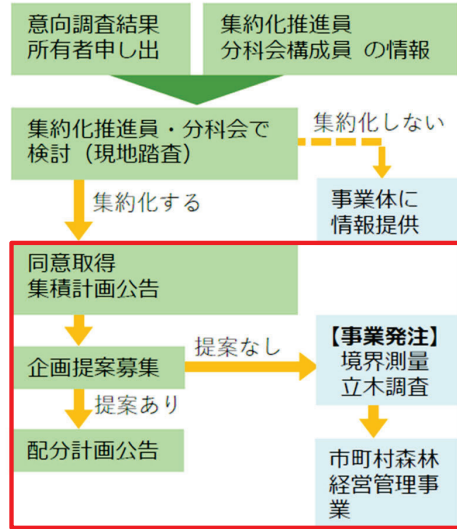 意向調査結果
所有者申し出
集約化推進員
分科会構成員 の情報
集約化推進員・分科会で
検討（現地踏査）
集約化しない
集約化する
事業体に
情報提供
同意取得
集積計画公告
企画提案募集
提案なし
【事業発注】
境界測量
立木調査
提案あり
配分計画公告
市町村森林
経営管理事
業